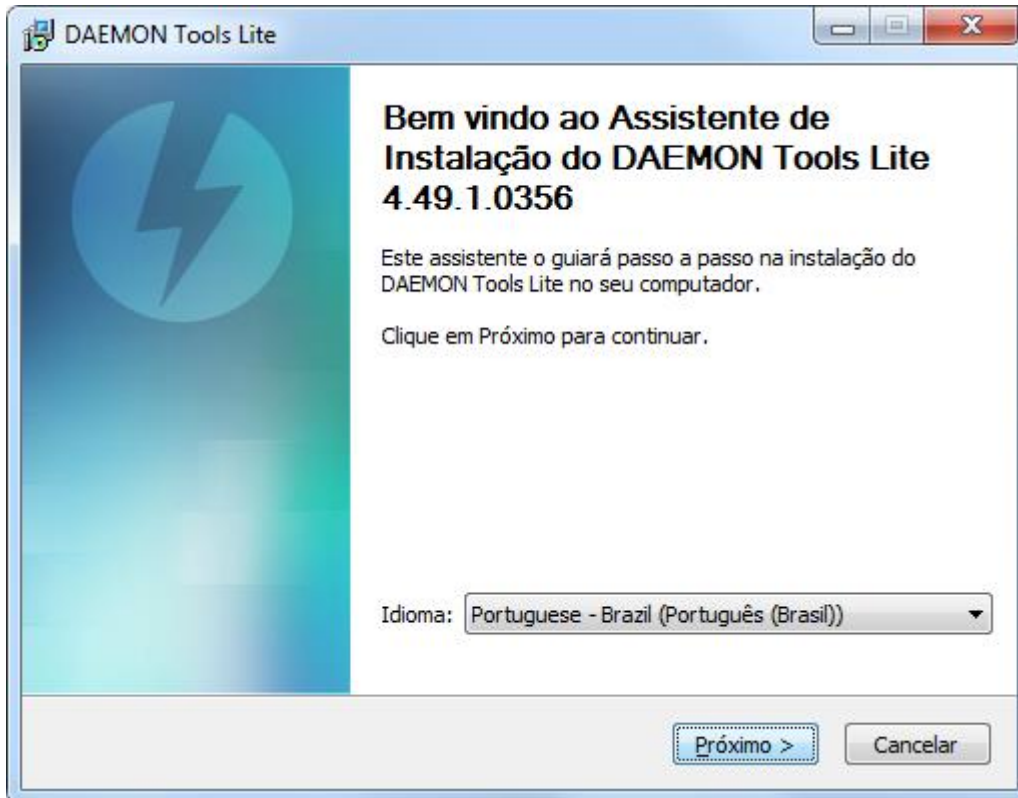 DAEMON Tools Lite
Bem vindo ao Assistente de
Instalação do DAEMON Tools Lite
4.49.1.0356
Este assistente o guiará passo a passo na instalação do
DAEMON Tools Lite no seu computador.
Clique em Próximo para continuar.
Idioma: Portuguese - Brazil (Português (Brasil))
Próximo > Cancelar